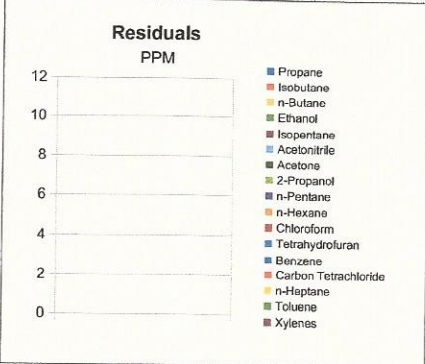 Residuals
PPM
12
10
8
6
4
2
0
Propane
Isobutane
n-Butane
Ethanol
Isopentane
Acetonitrile
Acetone
2-Propanol
n-Pentane
n-Hexane
Chloroform
Tetrahydrofuran
Benzene
Carbon Tetrachloride
n-Heptane
Toluene
Xylenes